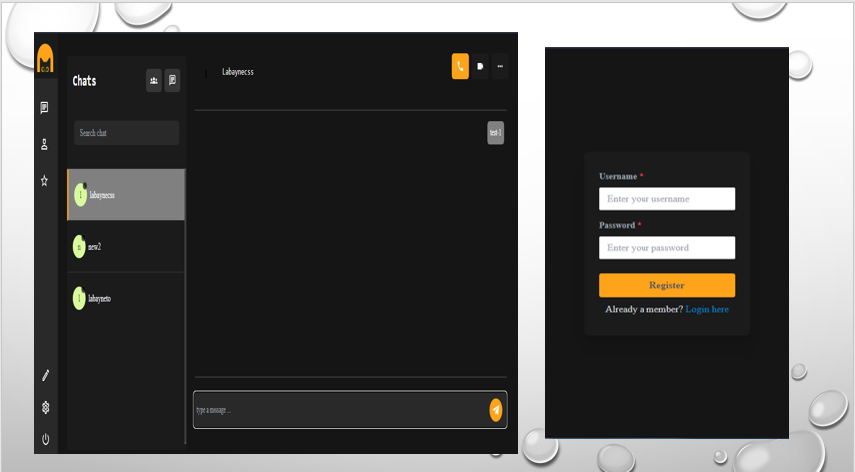 Chats
Search chat
labaynecss
new2
labayneto
Labaynecss
test-1
type a message...
Username *
Enter your username
Password *
Enter your password
Register
Already a member? Login here